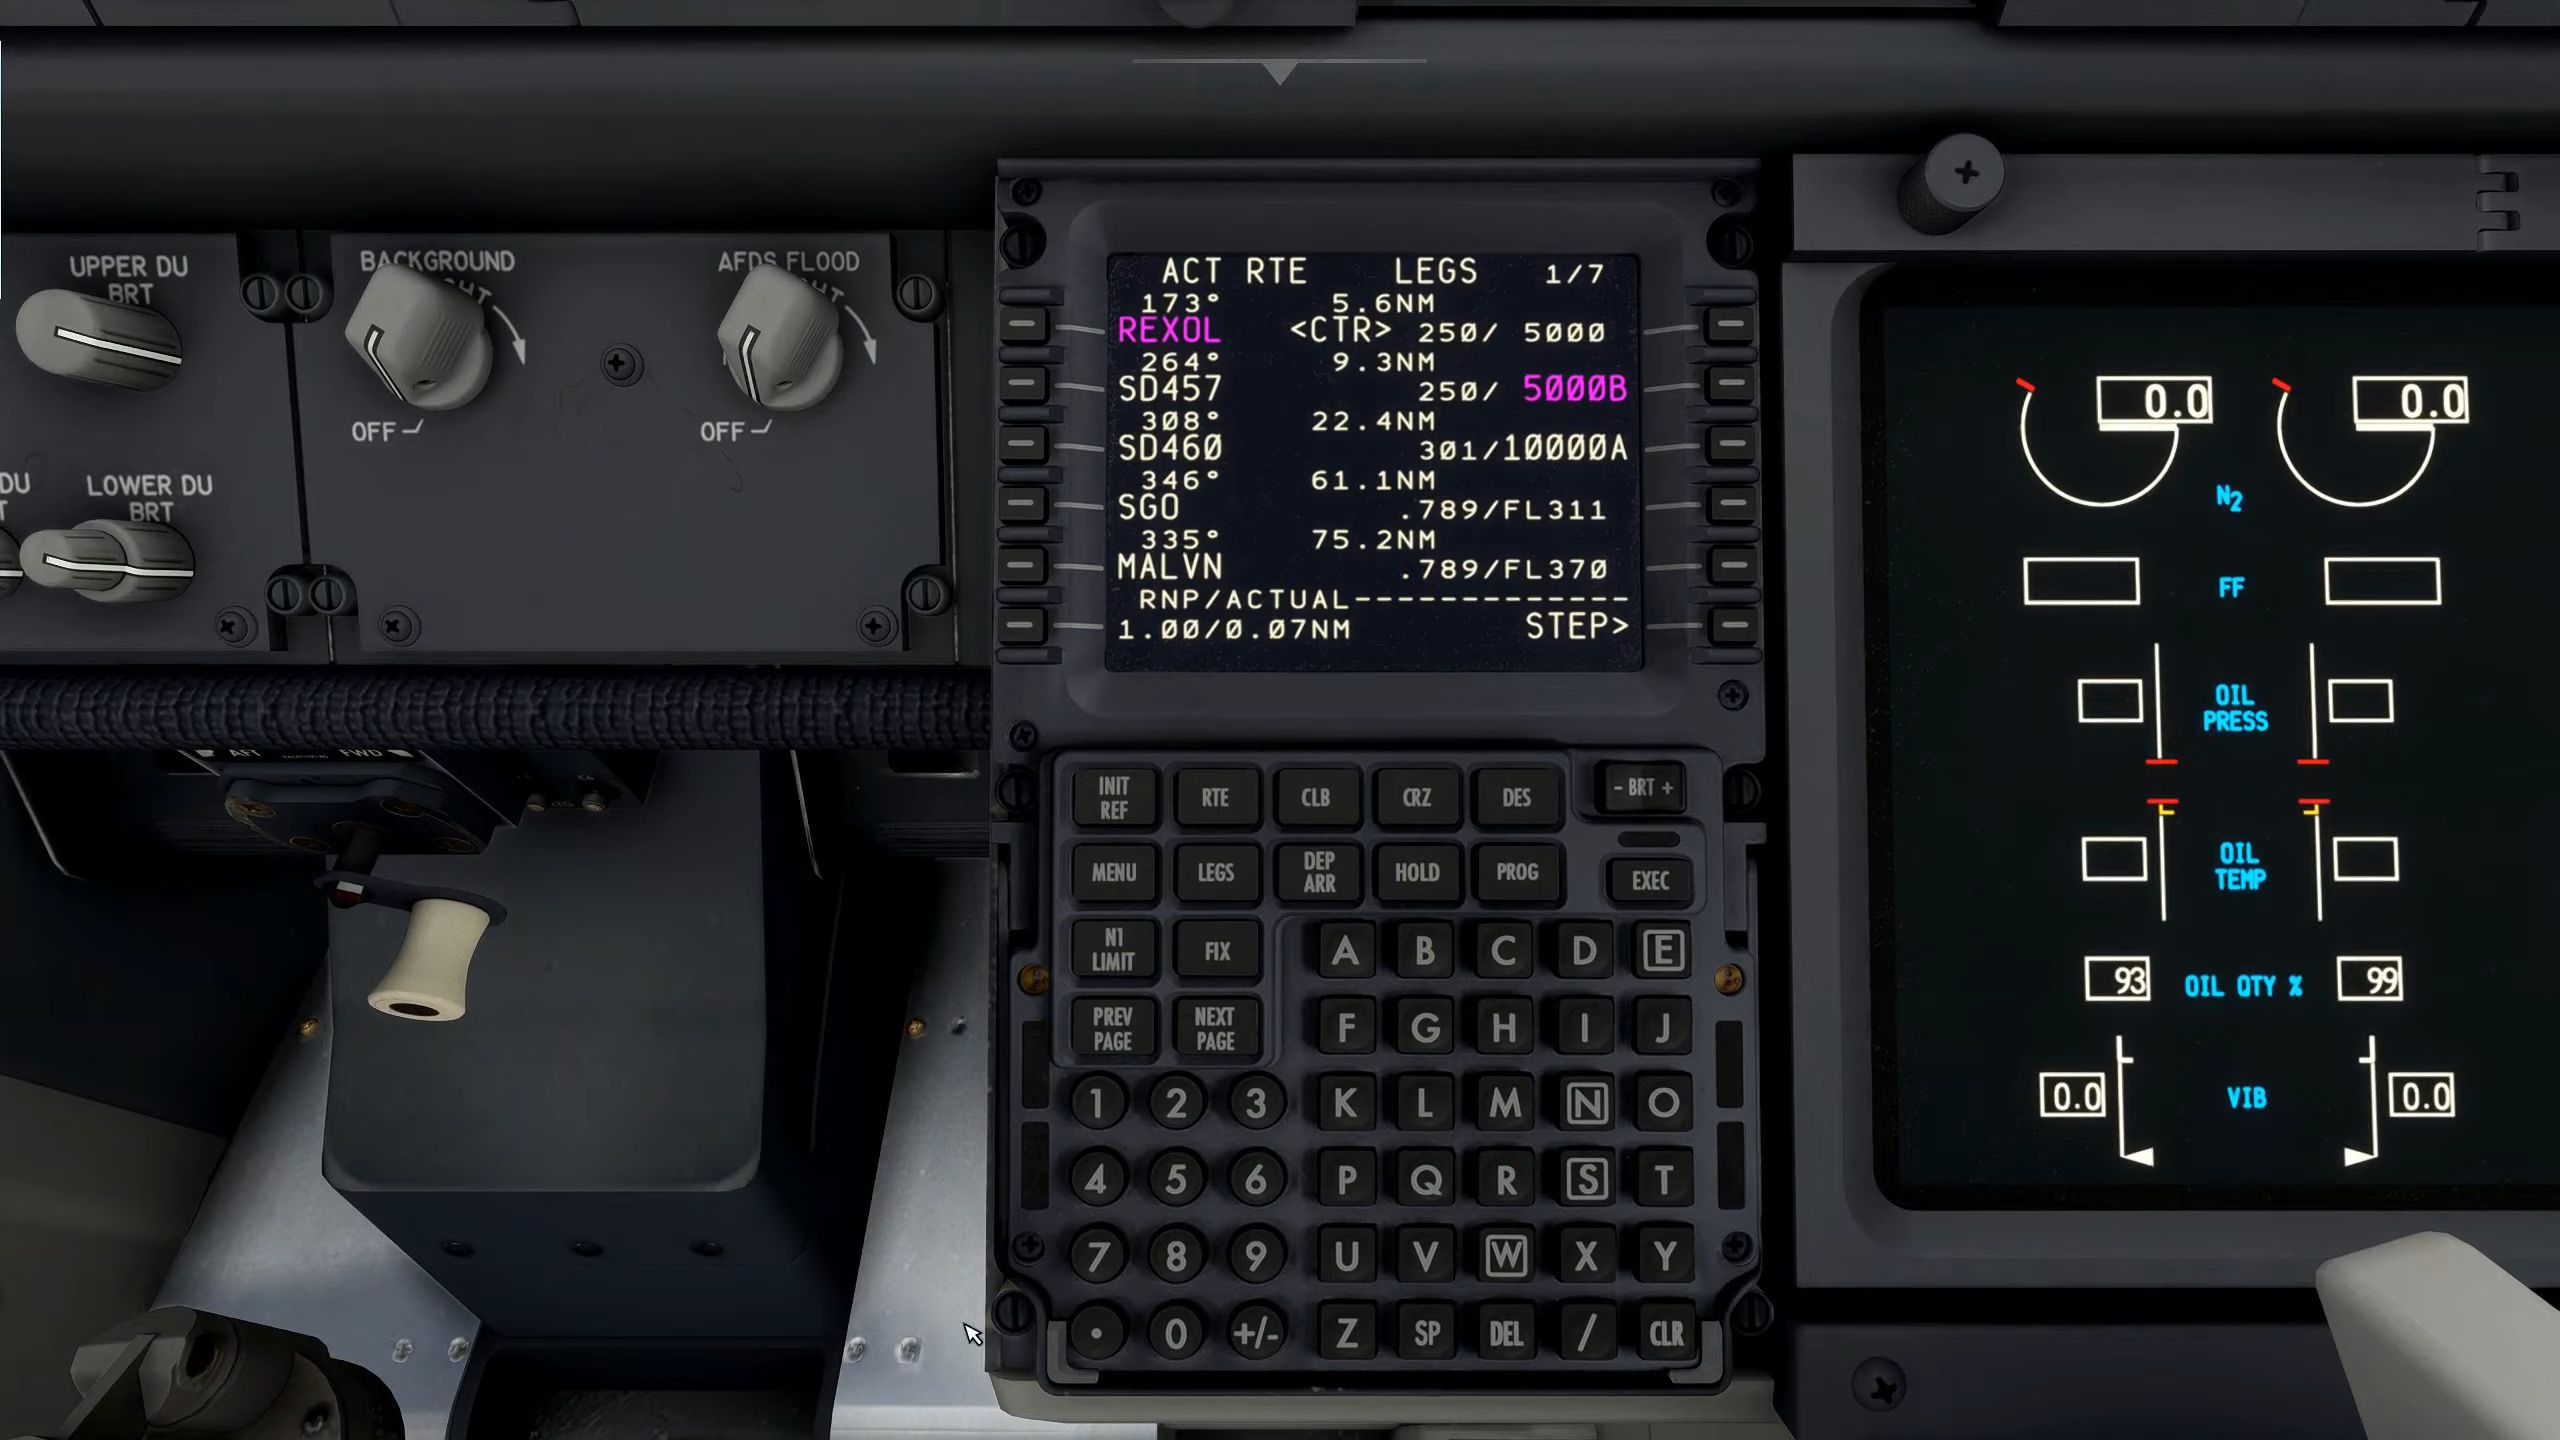 UPPER DU
BRT
BACKGROUND
OFF
AFDS FLOOD
OFF
DU
LOWER DU
BRT
AFT
FWD
ACT RTE LEGS 1/7
173° 5.6NM
REXOL <CTR> 250/ 5000
264° 9.3NM
SD457 250/ 5000B
308° 22.4NM
SD460 301/10000A
346° 61.1NM
SGO .789/FL311
335° 75.2NM
MALVN .789/FL370
RNP/ACTUAL-------------
1.00/0.07NM STEP>
INIT
REF
RTE
CLB
CRZ
DES
- BRT +
MENU
LEGS
DEP
ARR
HOLD
PROG
EXEC
N1
LIMIT
FIX
PREV
PAGE
NEXT
PAGE
A B C D E
F G H I J
1 2 3 K L M N O
4 5 6 P Q R S T
7 8 9 U V W X Y
. 0 +/- Z SP DEL / CLR
0.0 0.0
N2
FF
OIL
PRESS
OIL
TEMP
93 OIL QTY % 99
0.0 VIB 0.0